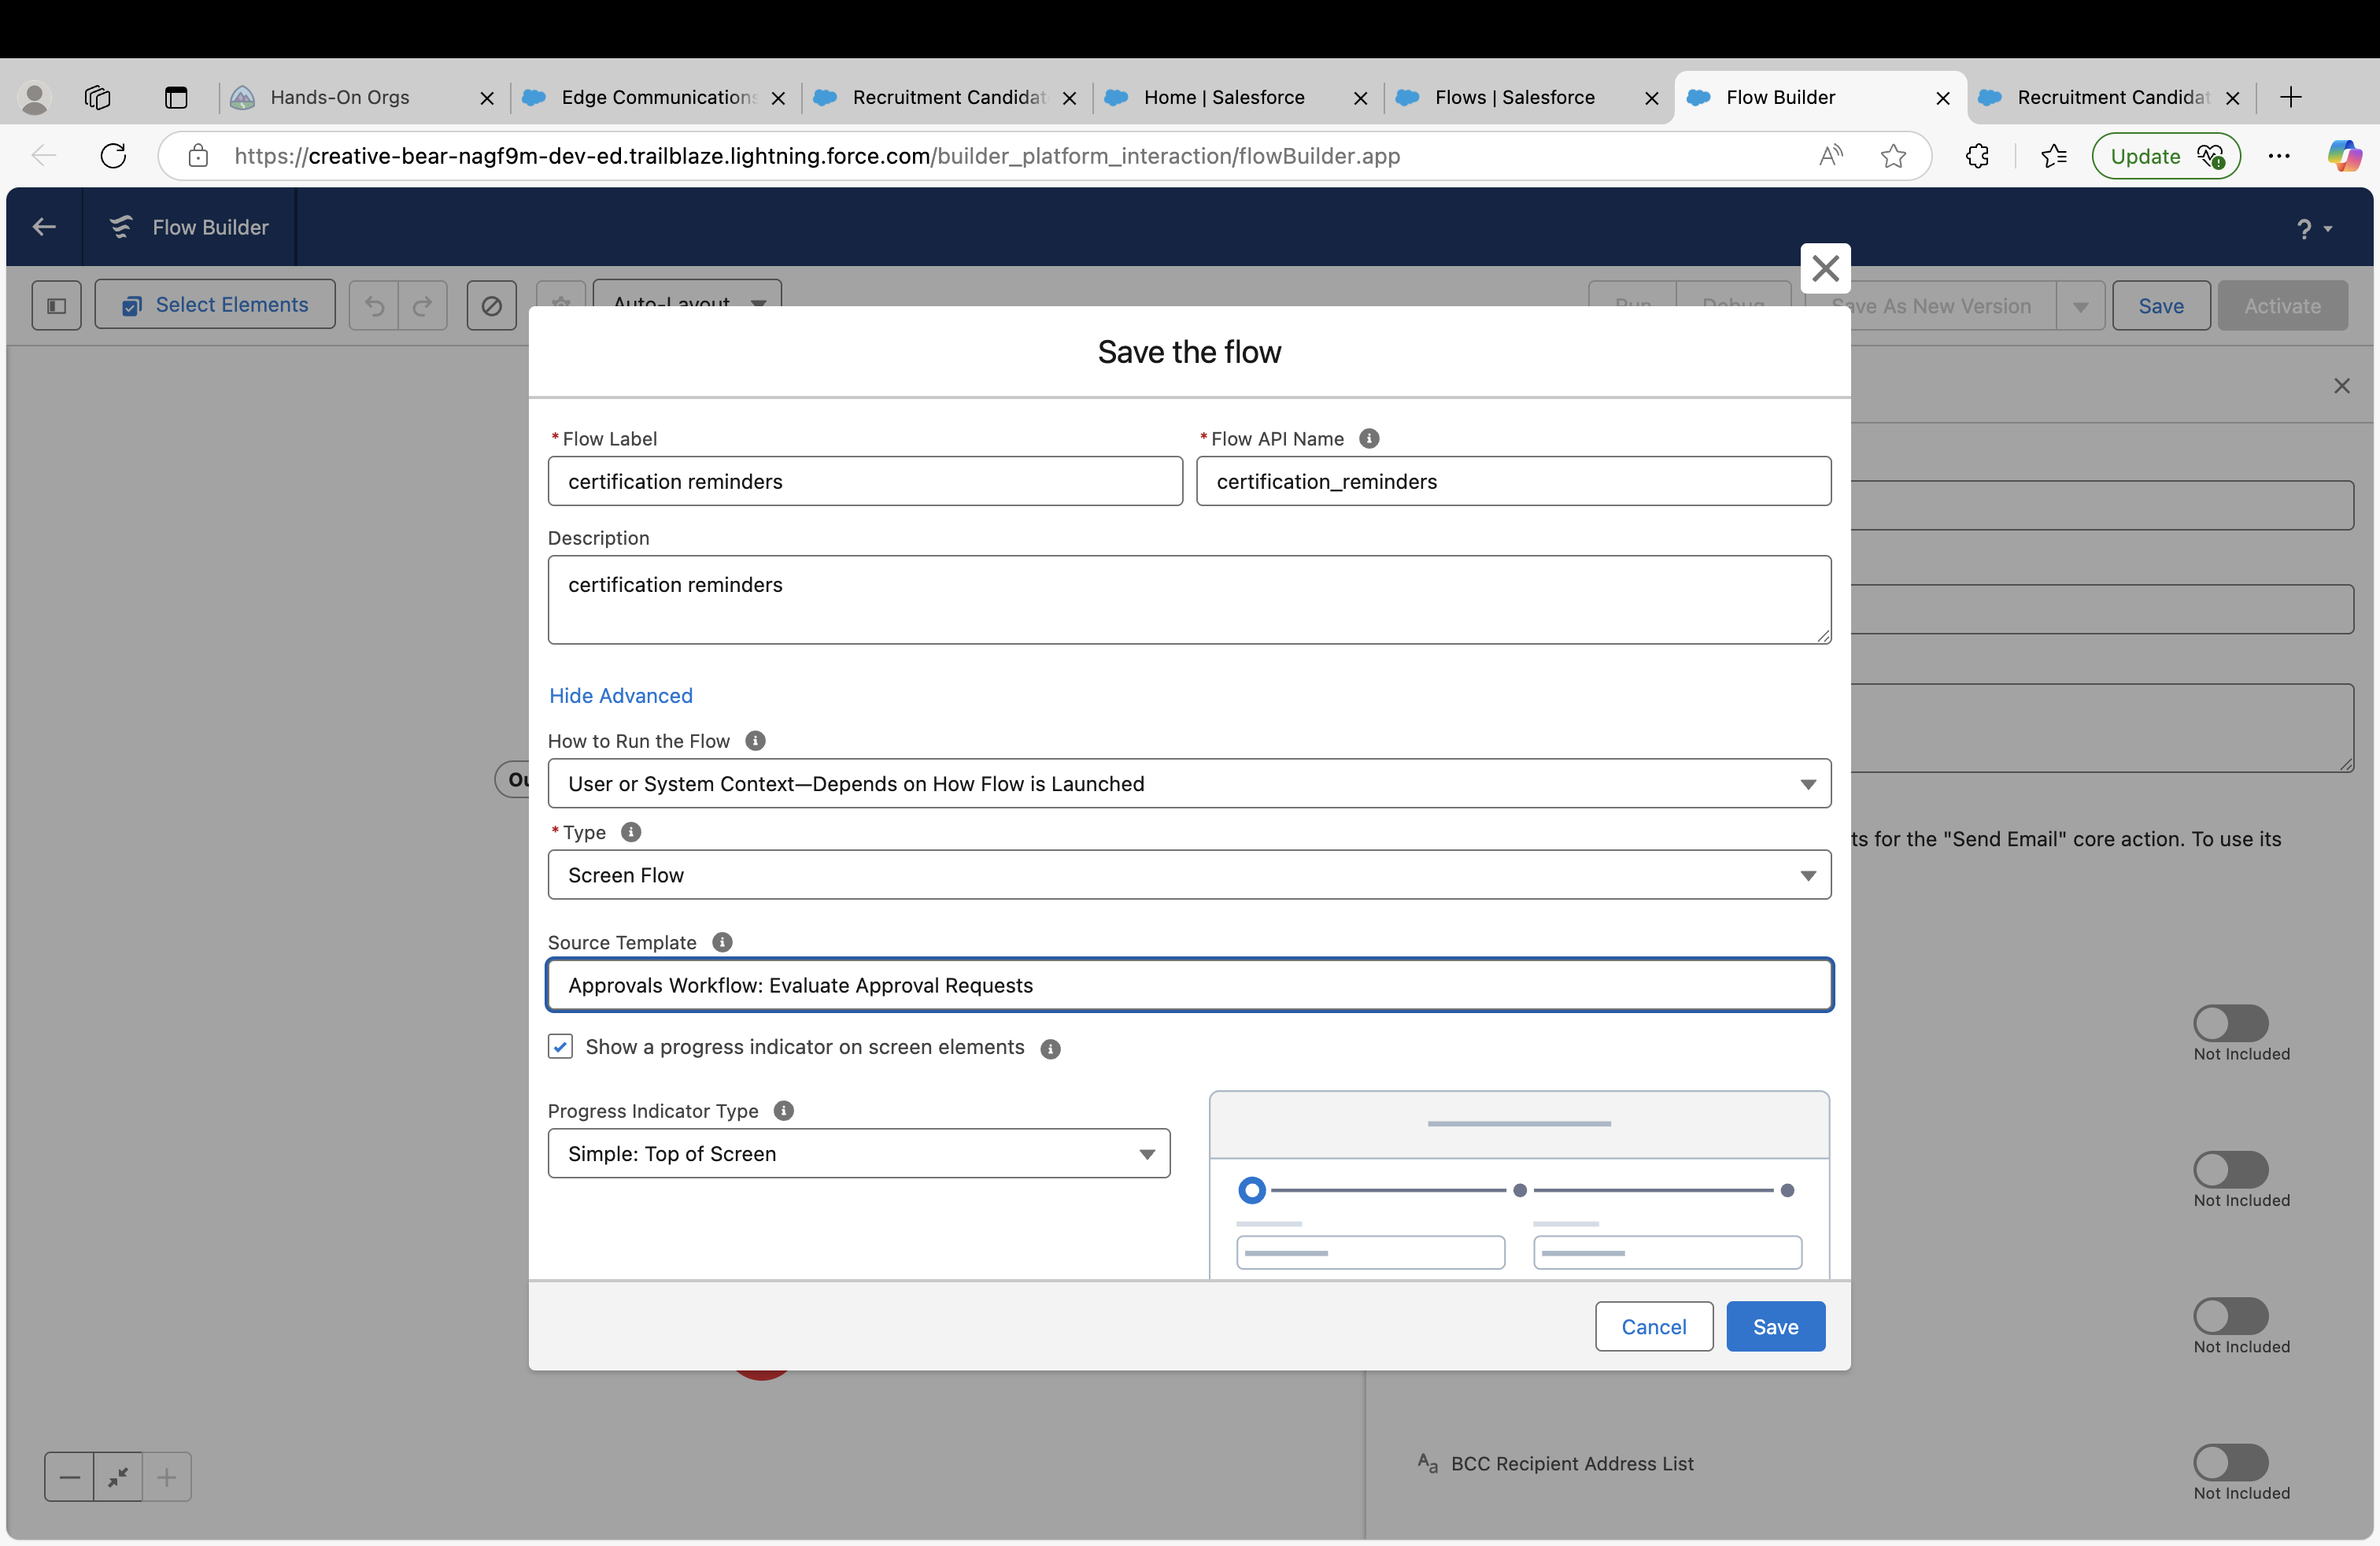 Hands-On Orgs
Edge Communications
Recruitment Candidat
Home | Salesforce
Flows | Salesforce
Flow Builder
Recruitment Candidat
https://creative-bear-nagf9m-dev-ed.trailblaze.lightning.force.com/builder_platform_interaction/flowBuilder.app
Update
Flow Builder
?
Select Elements
Auto-Layout
Run
Debug
Save As New Version
Save
Activate
Save the flow
* Flow Label
* Flow API Name
certification reminders
certification_reminders
Description
certification reminders
Hide Advanced
How to Run the Flow
User or System Context—Depends on How Flow is Launched
* Type
Screen Flow
ts for the "Send Email" core action. To use its
Source Template
Approvals Workflow: Evaluate Approval Requests
Show a progress indicator on screen elements
Not Included
Progress Indicator Type
Simple: Top of Screen
Not Included
Cancel
Save
Not Included
Aa BCC Recipient Address List
Not Included